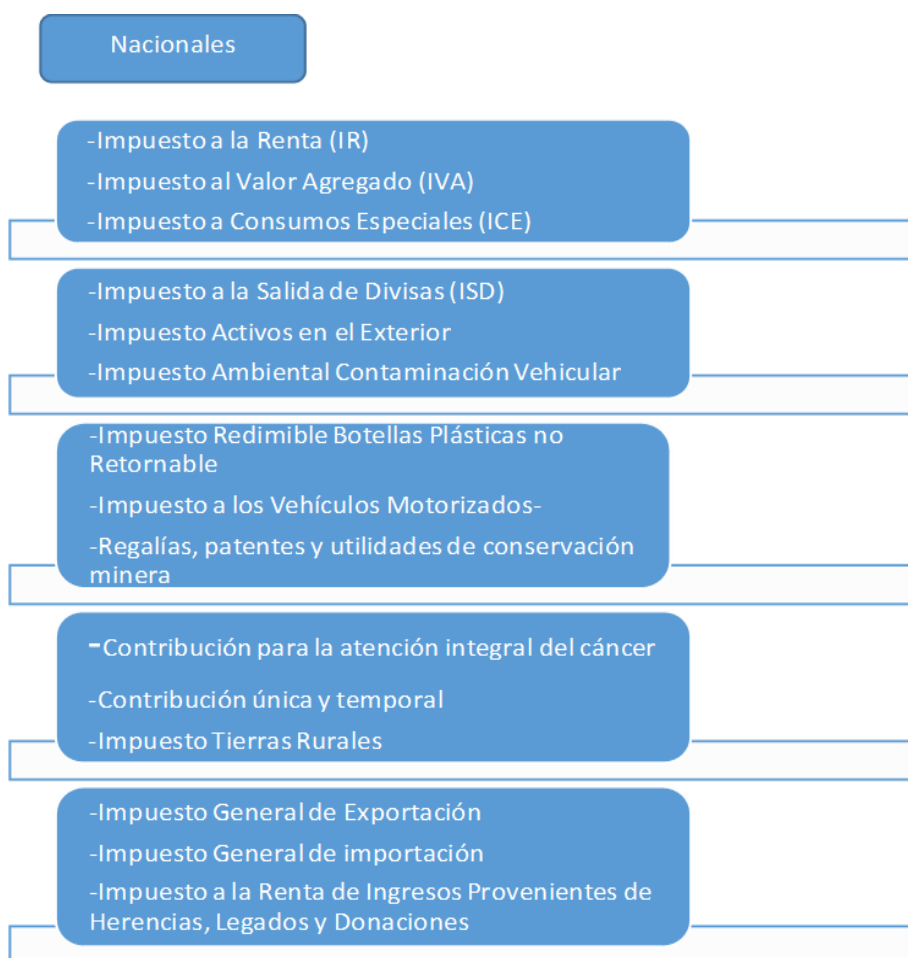 Nacionales
-Impuesto a la Renta (IR)
-Impuesto al Valor Agregado (IVA)
-Impuesto a Consumos Especiales (ICE)
-Impuesto a la Salida de Divisas (ISD)
-Impuesto Activos en el Exterior
-Impuesto Ambiental Contaminación Vehicular
-Impuesto Redimible Botellas Plásticas no
Retornable
-Impuesto a los Vehículos Motorizados-
-Regalías, patentes y utilidades de conservación
minera
-Contribución para la atención integral del cáncer
-Contribución única y temporal
-Impuesto Tierras Rurales
-Impuesto General de Exportación
-Impuesto General de importación
-Impuesto a la Renta de Ingresos Provenientes de
Herencias, Legados y Donaciones